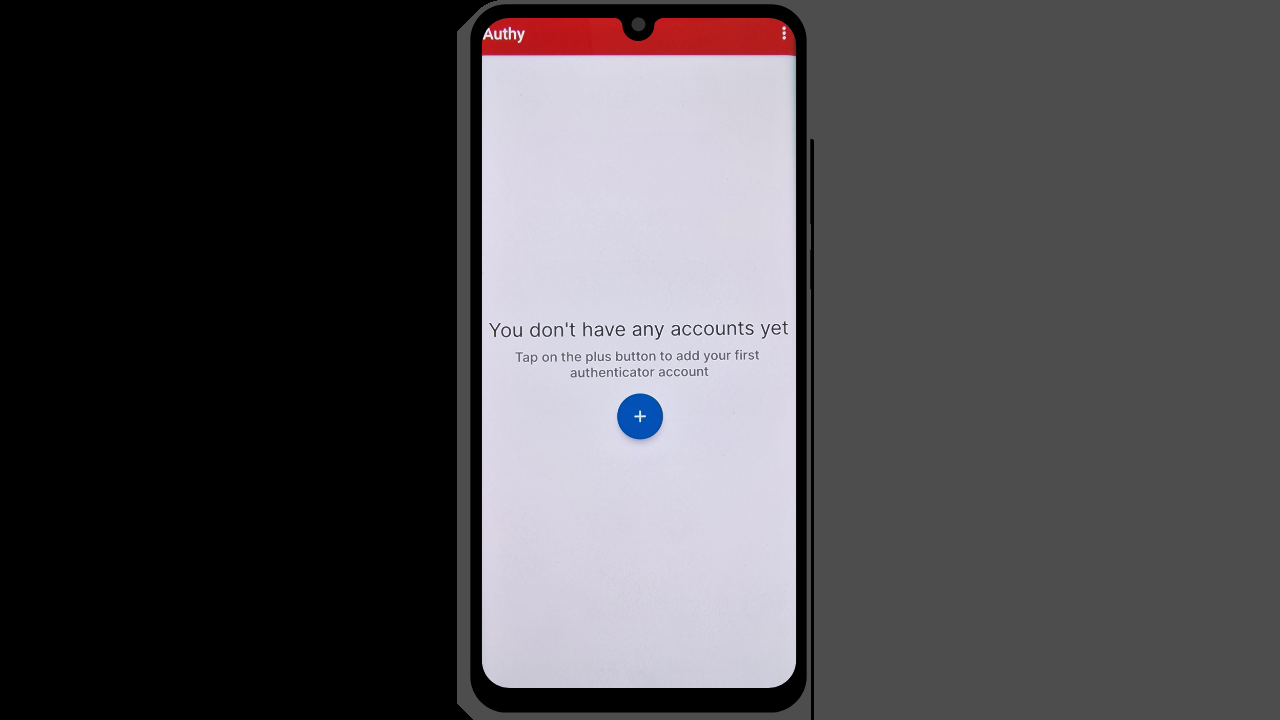 Authy
You don't have any accounts yet
Tap on the plus button to add your first
authenticator account